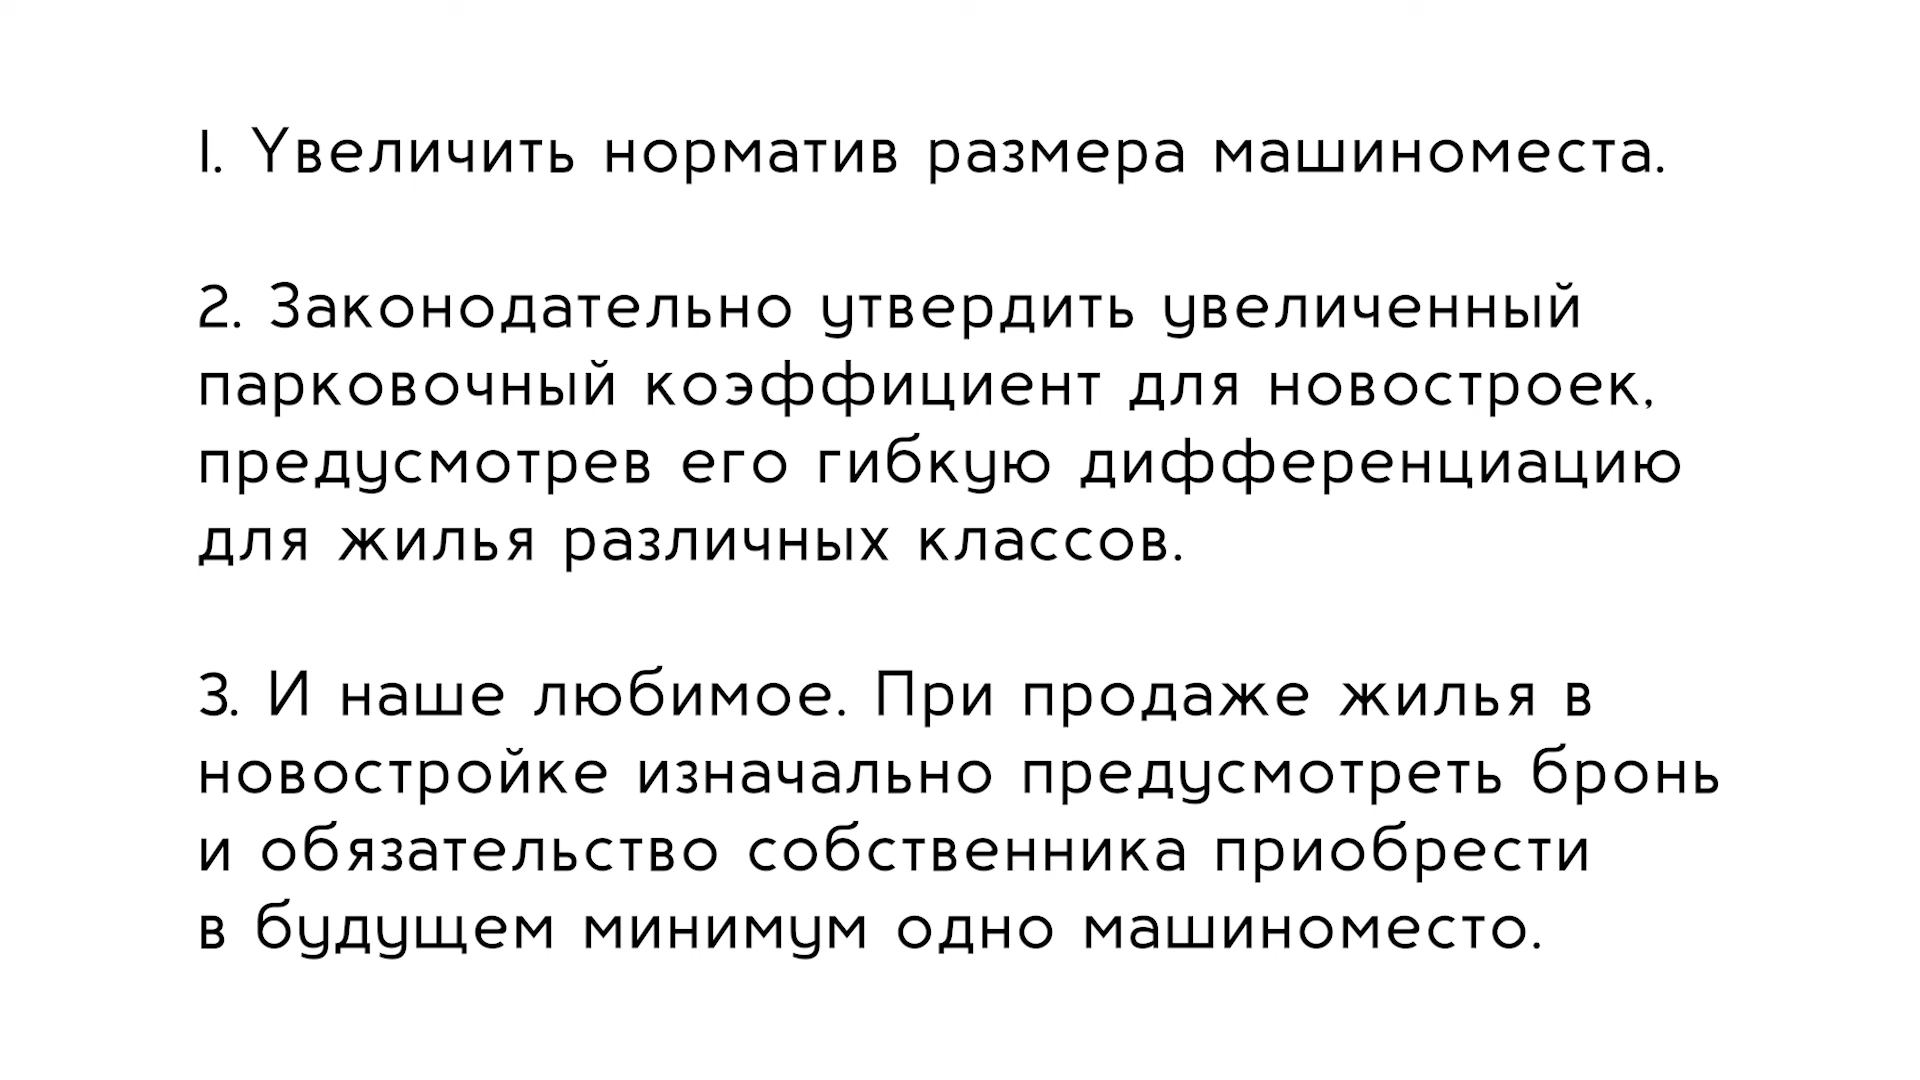 1. Увеличить норматив размера машиноместа.
2. Законодательно утвердить увеличенный
парковочный коэффициент для новостроек,
предусмотрев его гибкую дифференциацию
для жилья различных классов.
3. И наше любимое. При продаже жилья в
новостройке изначально предусмотреть бронь
и обязательство собственника приобрести
в будущем минимум одно машиноместо.